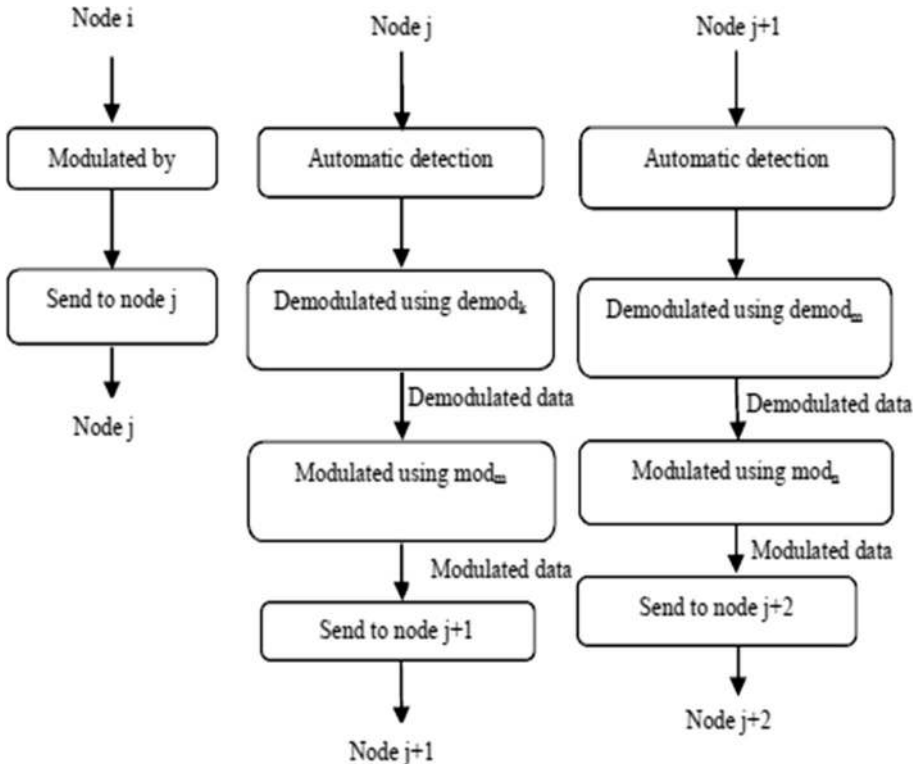 Node i
Modulated by
Send to node j
Node j
Node j
Automatic detection
Demodulated using demodₖ
Demodulated data
Modulated using modₘ
Modulated data
Send to node j+1
Node j+1
Node j+1
Automatic detection
Demodulated using demodₘ
Demodulated data
Modulated using modₙ
Modulated data
Send to node j+2
Node j+2